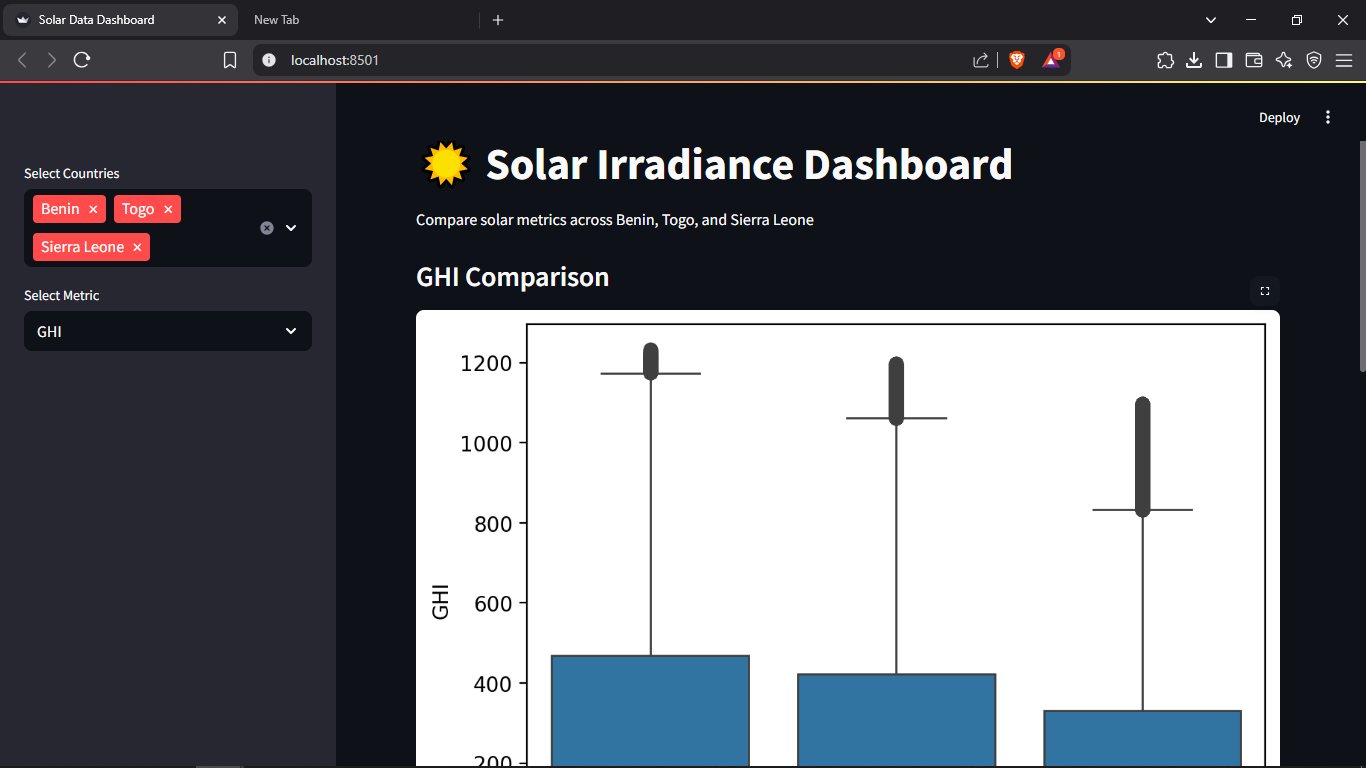 Solar Data Dashboard
New Tab
localhost:8501
1
Deploy
Select Countries
Benin
Togo
Sierra Leone
Select Metric
GHI
Solar Irradiance Dashboard
Compare solar metrics across Benin, Togo, and Sierra Leone
GHI Comparison
1200
1000
800
600
400
200
GHI